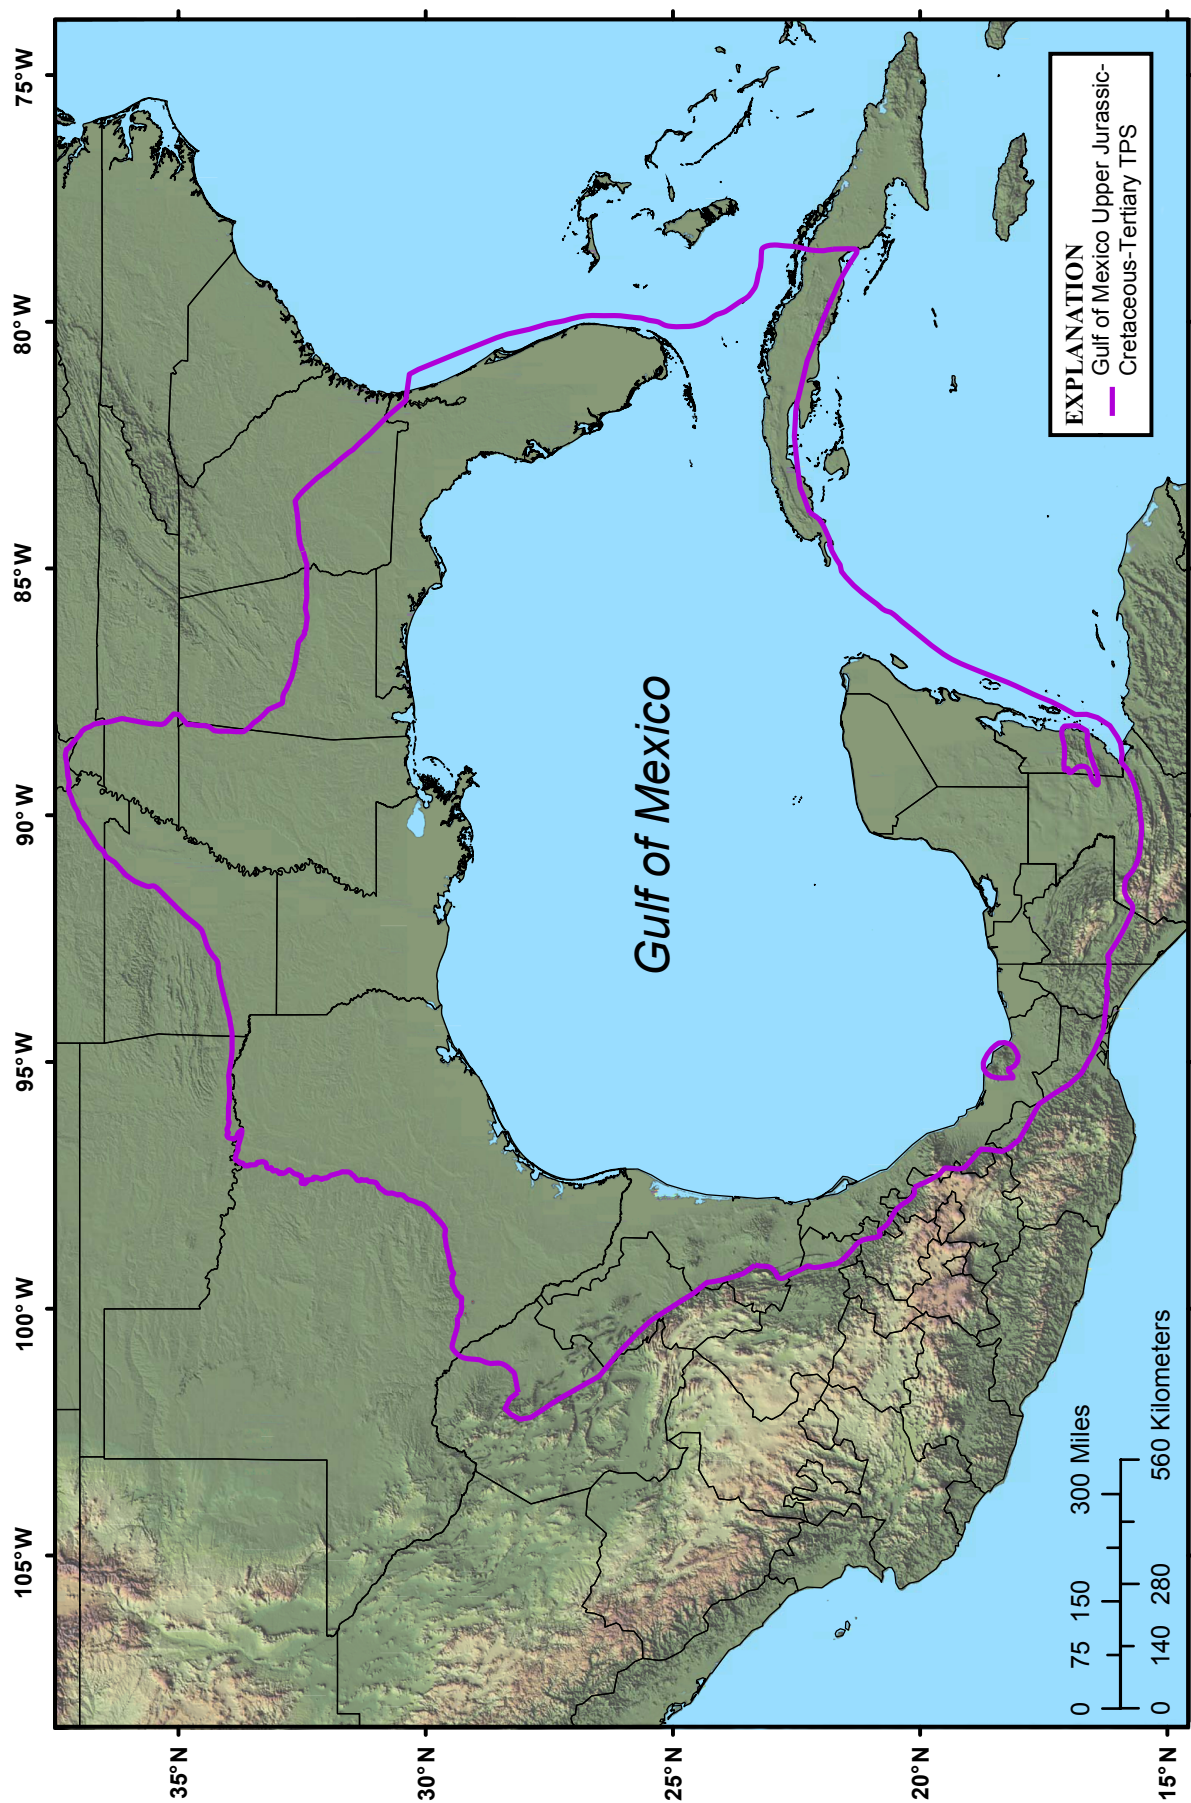 105°W
100°W
95°W
90°W
85°W
80°W
75°W
35°N
30°N
25°N
20°N
15°N
Gulf of Mexico
EXPLANATION
Gulf of Mexico Upper Jurassic-
Cretaceous-Tertiary TPS
0 75 150 300 Miles
0 140 280 560 Kilometers